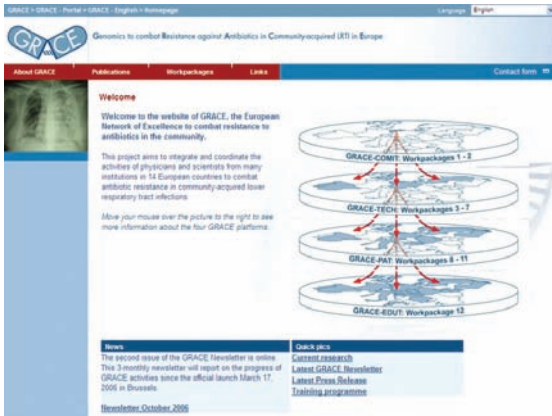 GRACE > GRACE - Portal > GRACE - English > Homepage
Language English
GRACE
Genomics to combat Resistance against Antibiotics in Community-acquired LRTI in Europe
About GRACE Publications Workpackages Links Contact form
Welcome
Welcome to the website of GRACE, the European
Network of Excellence to combat resistance to
antibiotics in the community.
This project aims to integrate and coordinate the
activities of physicians and scientists from many
institutions in 14 European countries to combat
antibiotic resistance in community-acquired lower
respiratory tract infections
Move your mouse over the picture to the right to see
more information about the four GRACE platforms.
GRACE-COMIT: Workpackages 1 - 2
GRACE-TECH: Workpackages 3 - 7
GRACE-PAT: Workpackages 8 - 11
GRACE-EDUT: Workpackage 12
News
The second issue of the GRACE Newsletter is online
This 3-monthly newsletter will report on the progress of
GRACE activities since the official launch March 17,
2006 in Brussels
Newsletter October 2006
Quick pics
Current research
Latest GRACE Newsletter
Latest Press Release
Training programme